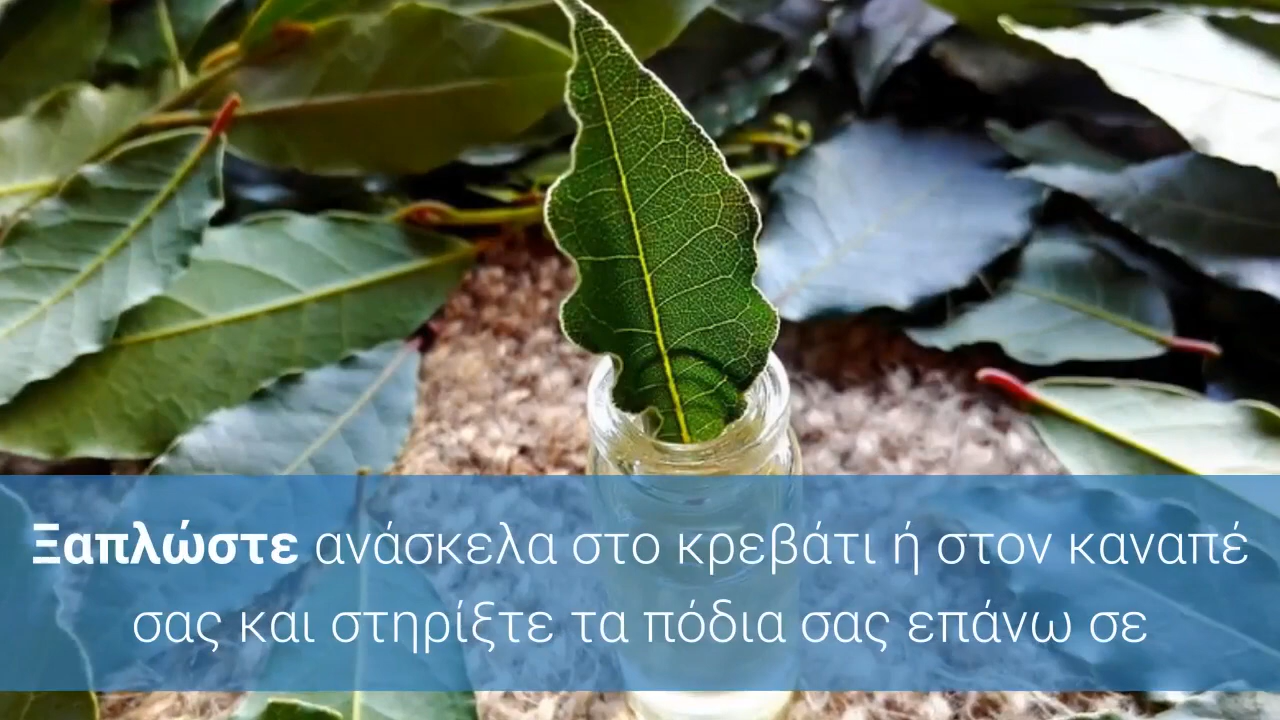 Ξαπλώστε ανάσκελα στο κρεβάτι ή στον καναπέ
σας και στηρίξτε τα πόδια σας επάνω σε